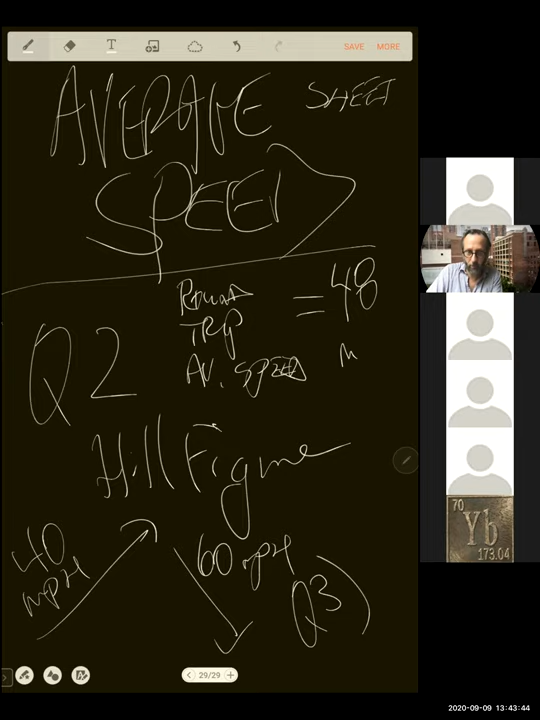 SAVE MORE
AVERAGE SHEET
SPEED
ROUND
TRIP = 48
AV. SPEED M
Q2
Hill Figure
40
MPH
60 MPH
Q3)
29/29
70
Yb
173.04
2020-09-09 13:43:44